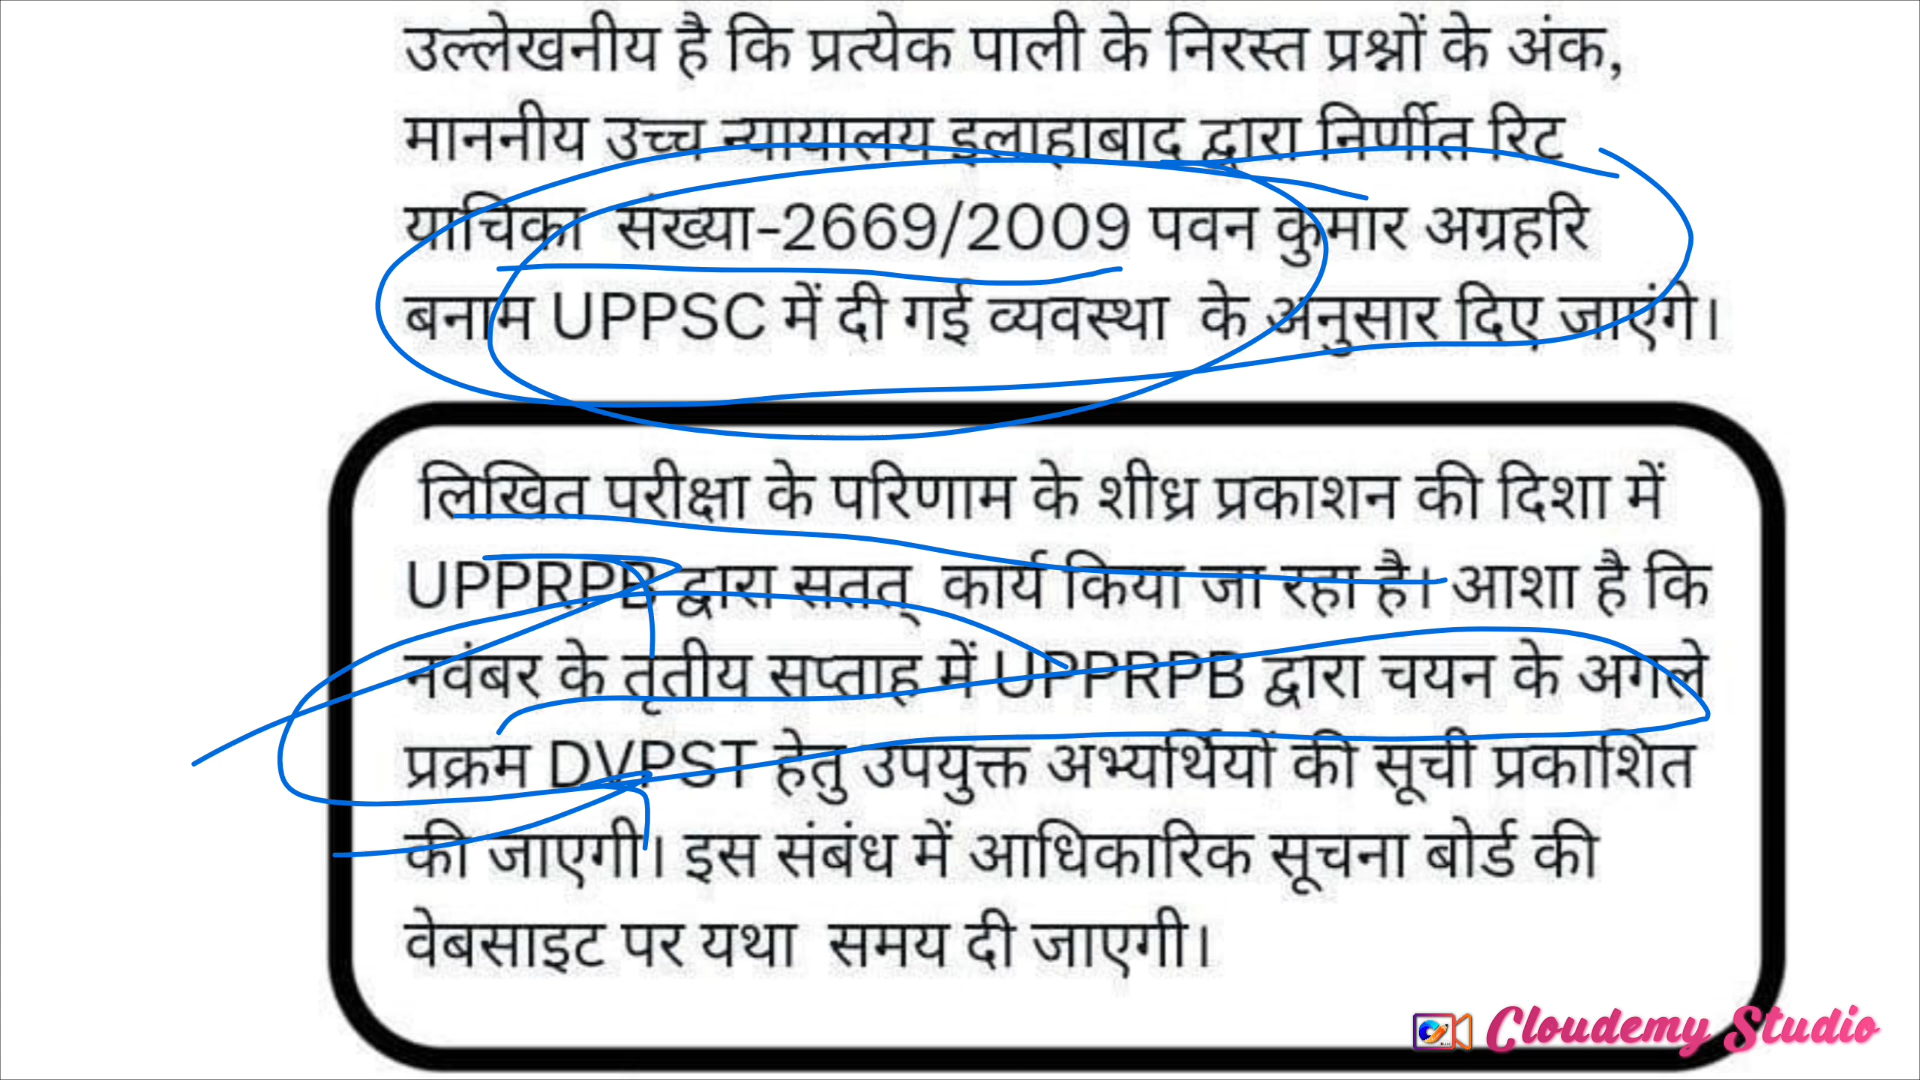 उल्लेखनीय है कि प्रत्येक पाली के निरस्त प्रश्नों के अंक,
माननीय उच्च न्यायालय इलाहाबाद द्वारा निर्णीत रिट
याचिका संख्या-2669/2009 पवन कुमार अग्रहरि
बनाम UPPSC में दी गई व्यवस्था के अनुसार दिए जाएंगे।
लिखित परीक्षा के परिणाम के शीध्र प्रकाशन की दिशा में
UPPRPB द्वारा सतत् कार्य किया जा रहा है। आशा है कि
नवंबर के तृतीय सप्ताह में UPPRPB द्वारा चयन के अगले
प्रक्रम DVPST हेतु उपयुक्त अभ्यर्थियों की सूची प्रकाशित
की जाएगी। इस संबंध में आधिकारिक सूचना बोर्ड की
वेबसाइट पर यथा समय दी जाएगी।
Cloudemy Studio